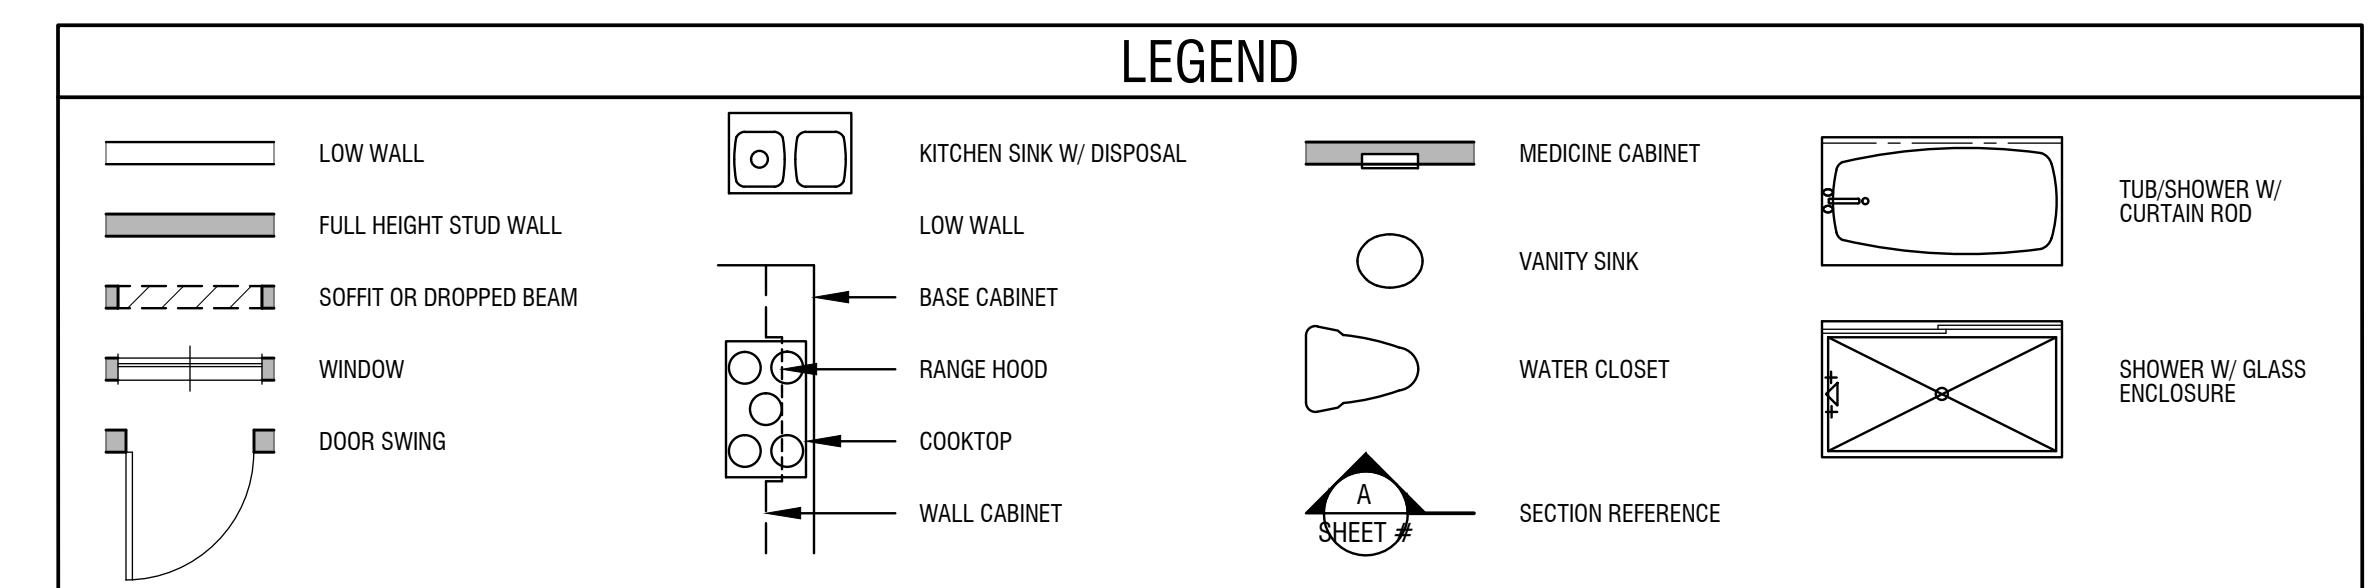 LEGEND
LOW WALL
FULL HEIGHT STUD WALL
SOFFIT OR DROPPED BEAM
WINDOW
DOOR SWING
KITCHEN SINK W/ DISPOSAL
LOW WALL
BASE CABINET
RANGE HOOD
COOKTOP
WALL CABINET
MEDICINE CABINET
VANITY SINK
WATER CLOSET
A
SHEET #
SECTION REFERENCE
TUB/SHOWER W/
CURTAIN ROD
SHOWER W/ GLASS
ENCLOSURE